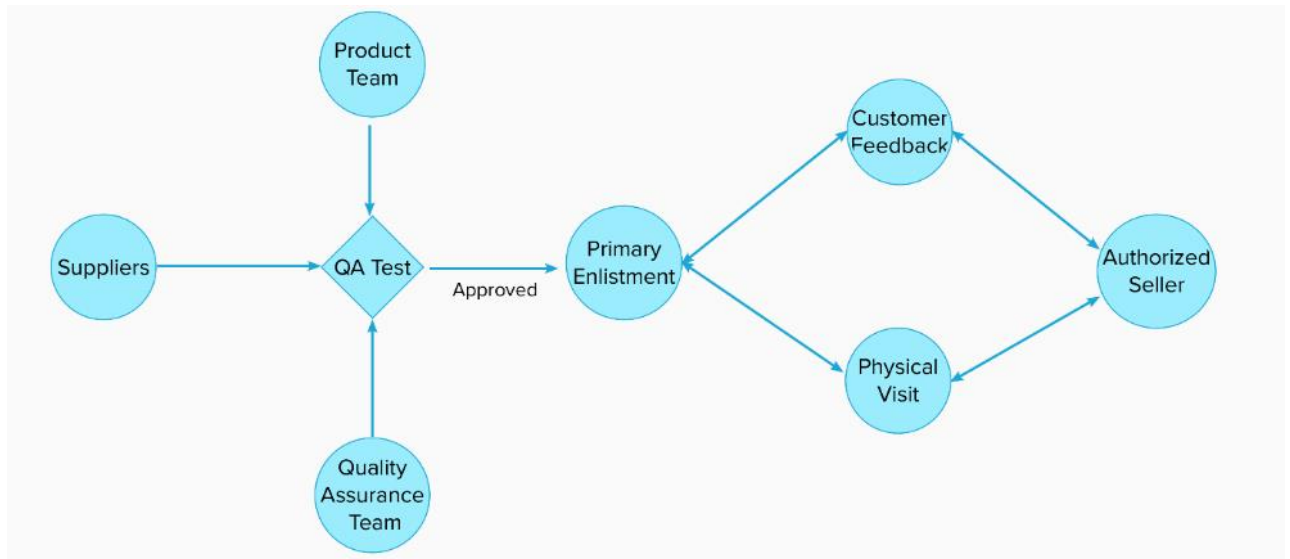 Product
Team
Suppliers
QA Test
Approved
Quality
Assurance
Team
Primary
Enlistment
Customer
Feedback
Physical
Visit
Authorized
Seller